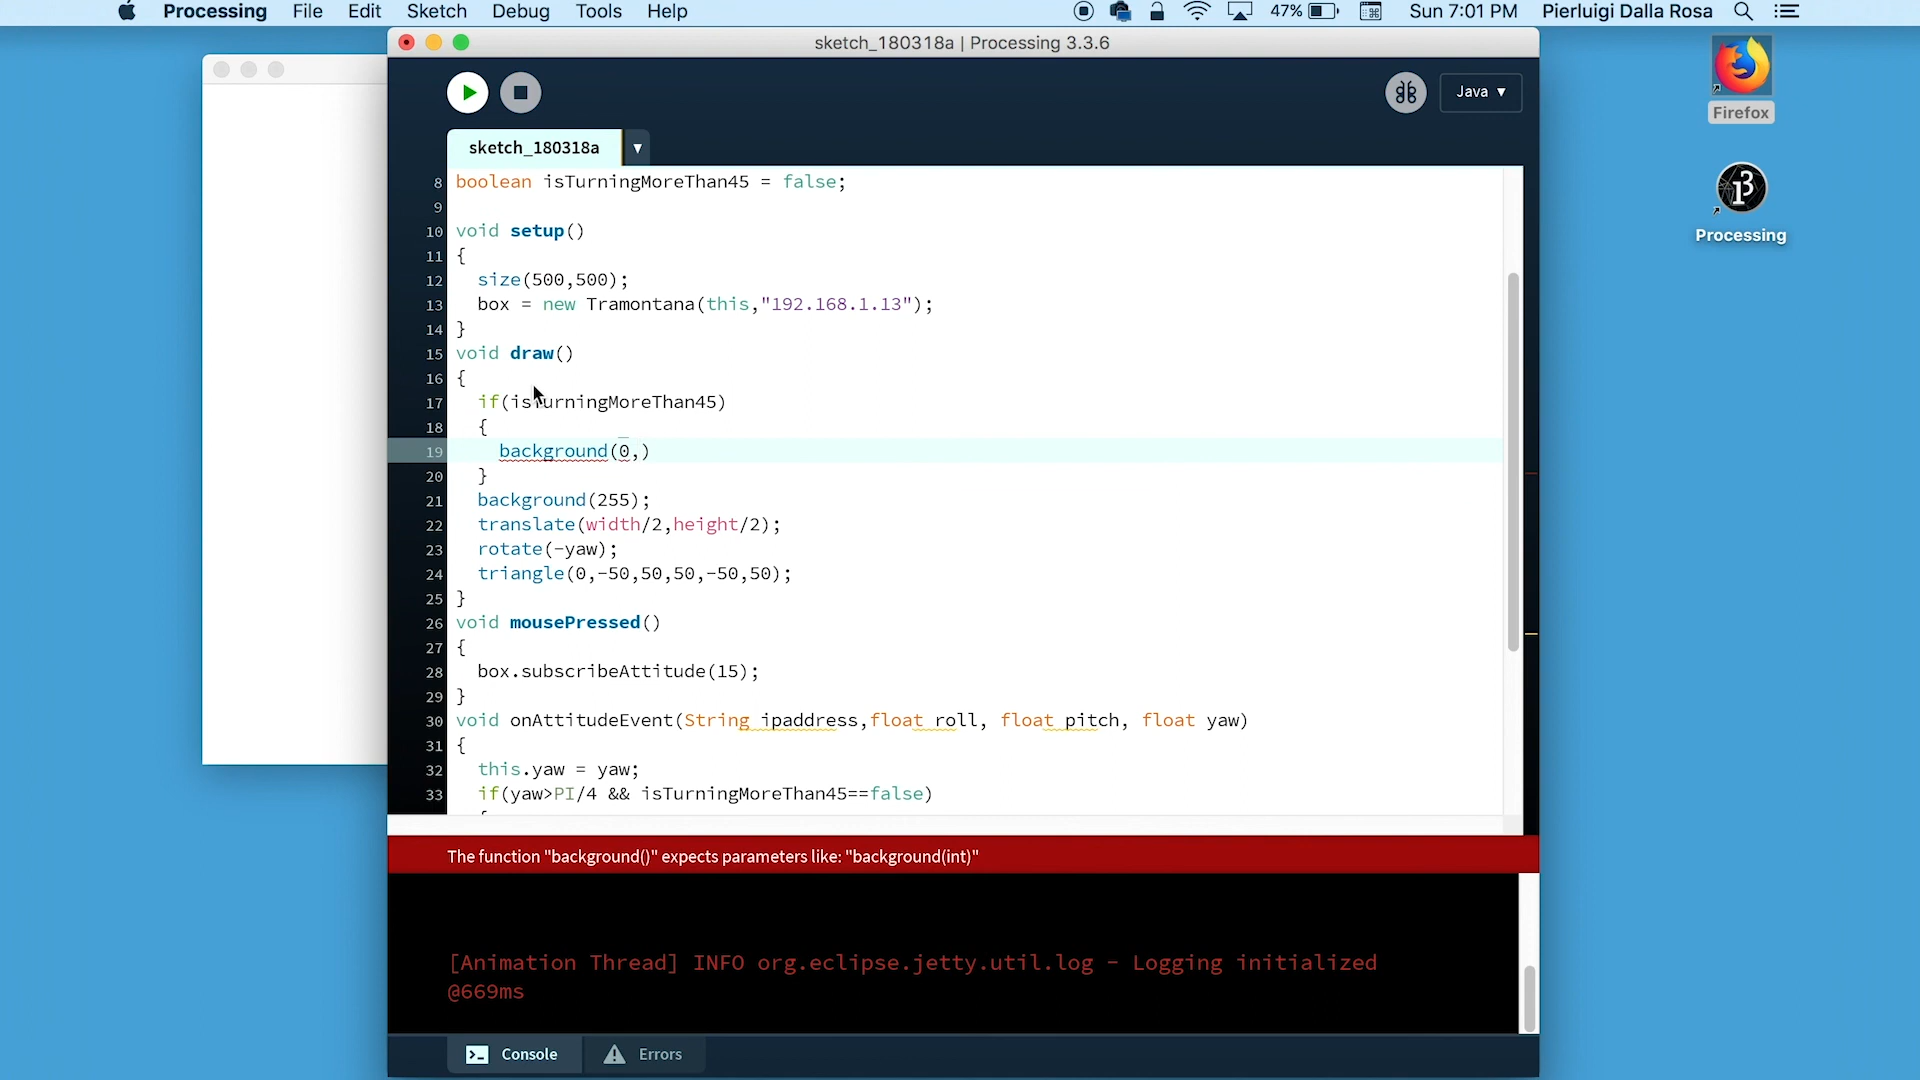 Processing File Edit Sketch Debug Tools Help 47% Sun 7:01 PM Pierluigi Dalla Rosa
sketch_180318a | Processing 3.3.6
Java ▼
Firefox
Processing
sketch_180318a ▼
8 boolean isTurningMoreThan45 = false;
9
10 void setup()
11 {
12 size(500,500);
13 box = new Tramontana(this,"192.168.1.13");
14 }
15 void draw()
16 {
17 if(isTurningMoreThan45)
18 {
19 background(0,)
20 }
21 background(255);
22 translate(width/2,height/2);
23 rotate(-yaw);
24 triangle(0,-50,50,50,-50,50);
25 }
26 void mousePressed()
27 {
28 box.subscribeAttitude(15);
29 }
30 void onAttitudeEvent(String ipaddress,float roll, float pitch, float yaw)
31 {
32 this.yaw = yaw;
33 if(yaw>PI/4 && isTurningMoreThan45==false)
The function "background()" expects parameters like: "background(int)"
[Animation Thread] INFO org.eclipse.jetty.util.log - Logging initialized
@669ms
Console Errors